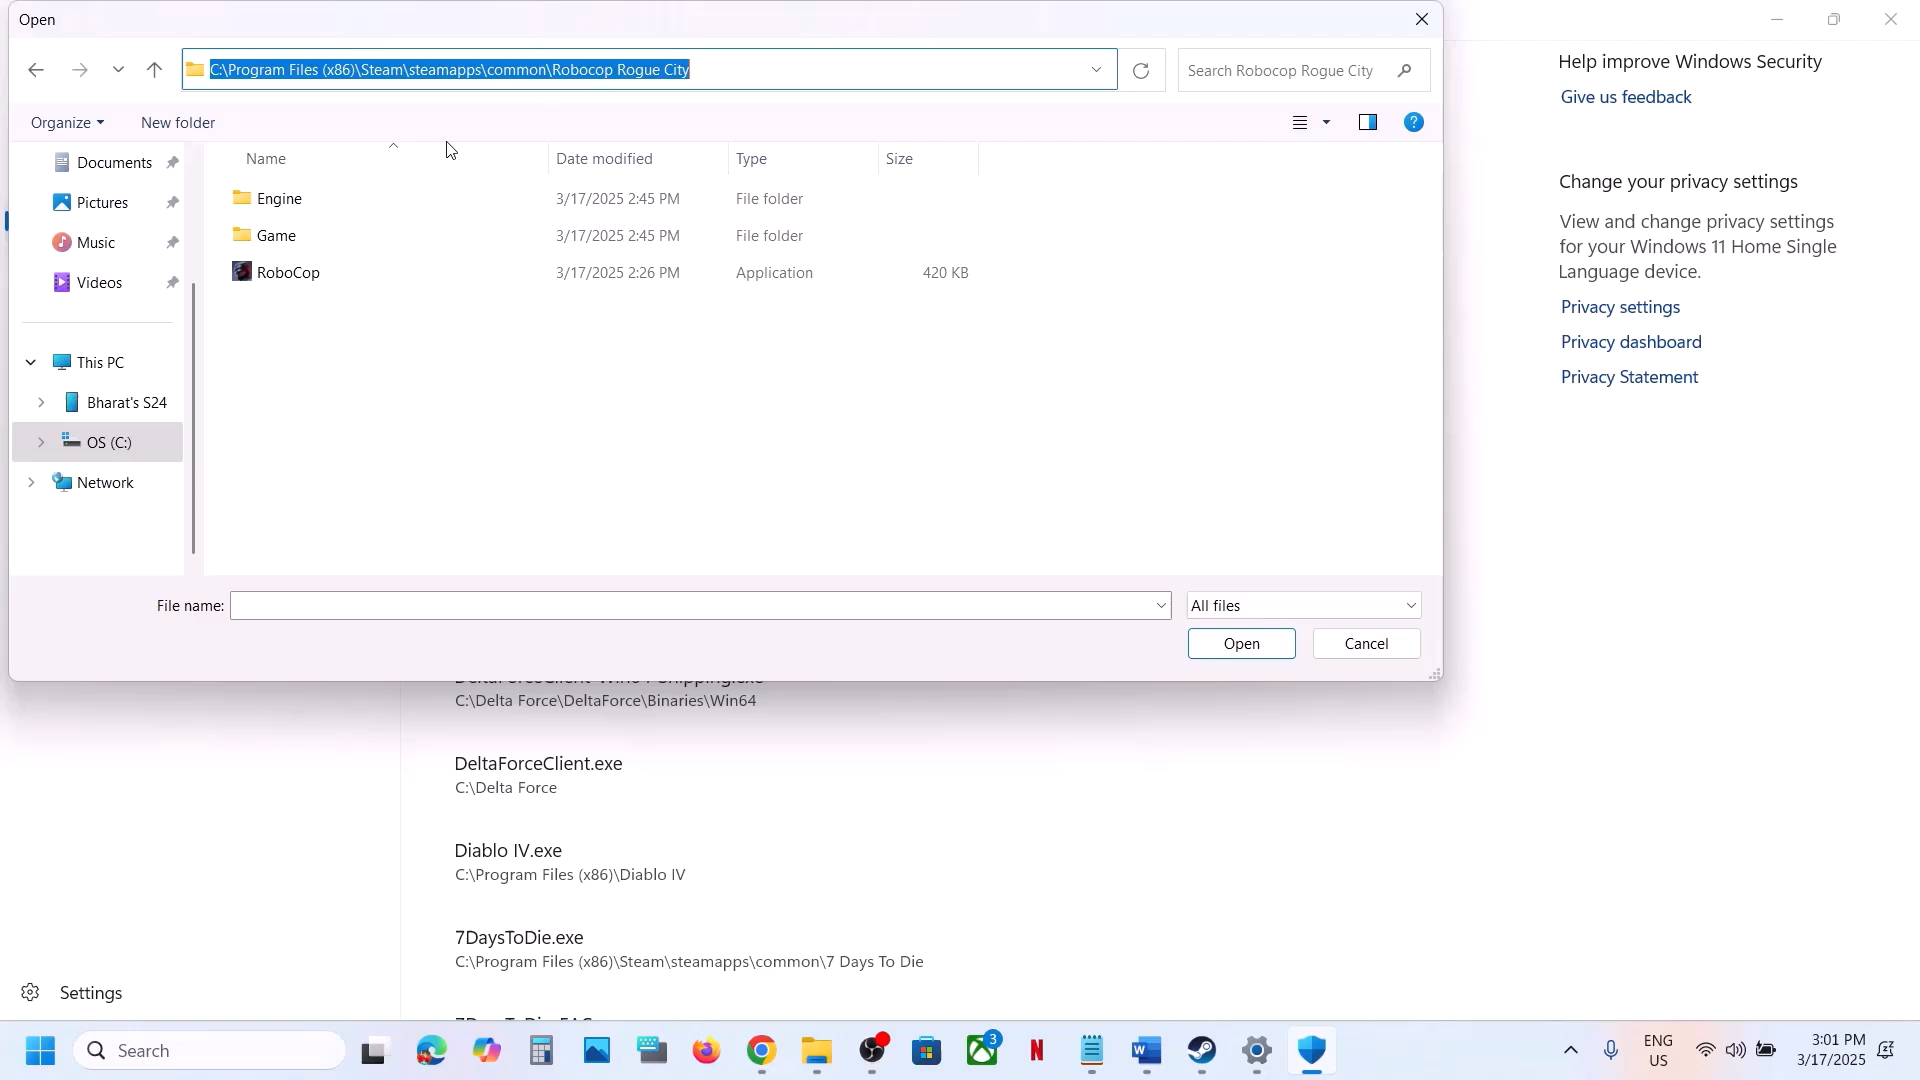 Open
C:\Program Files (x86)\Steam\steamapps\common\Robocop Rogue City
Search Robocop Rogue City
Organize
New folder
Name
Date modified
Type
Size
Documents
Pictures
Music
Videos
This PC
Bharat's S24
OS (C:)
Network
Engine
3/17/2025 2:45 PM
File folder
Game
3/17/2025 2:45 PM
File folder
RoboCop
3/17/2025 2:26 PM
Application
420 KB
File name:
All files
Open
Cancel
Help improve Windows Security
Give us feedback
Change your privacy settings
View and change privacy settings
for your Windows 11 Home Single
Language device.
Privacy settings
Privacy dashboard
Privacy Statement
C:\Delta Force\DeltaForce\Binaries\Win64
DeltaForceClient.exe
C:\Delta Force
Diablo IV.exe
C:\Program Files (x86)\Diablo IV
7DaysToDie.exe
C:\Program Files (x86)\Steam\steamapps\common\7 Days To Die
Settings
Search
3
ENG
US
3:01 PM
3/17/2025